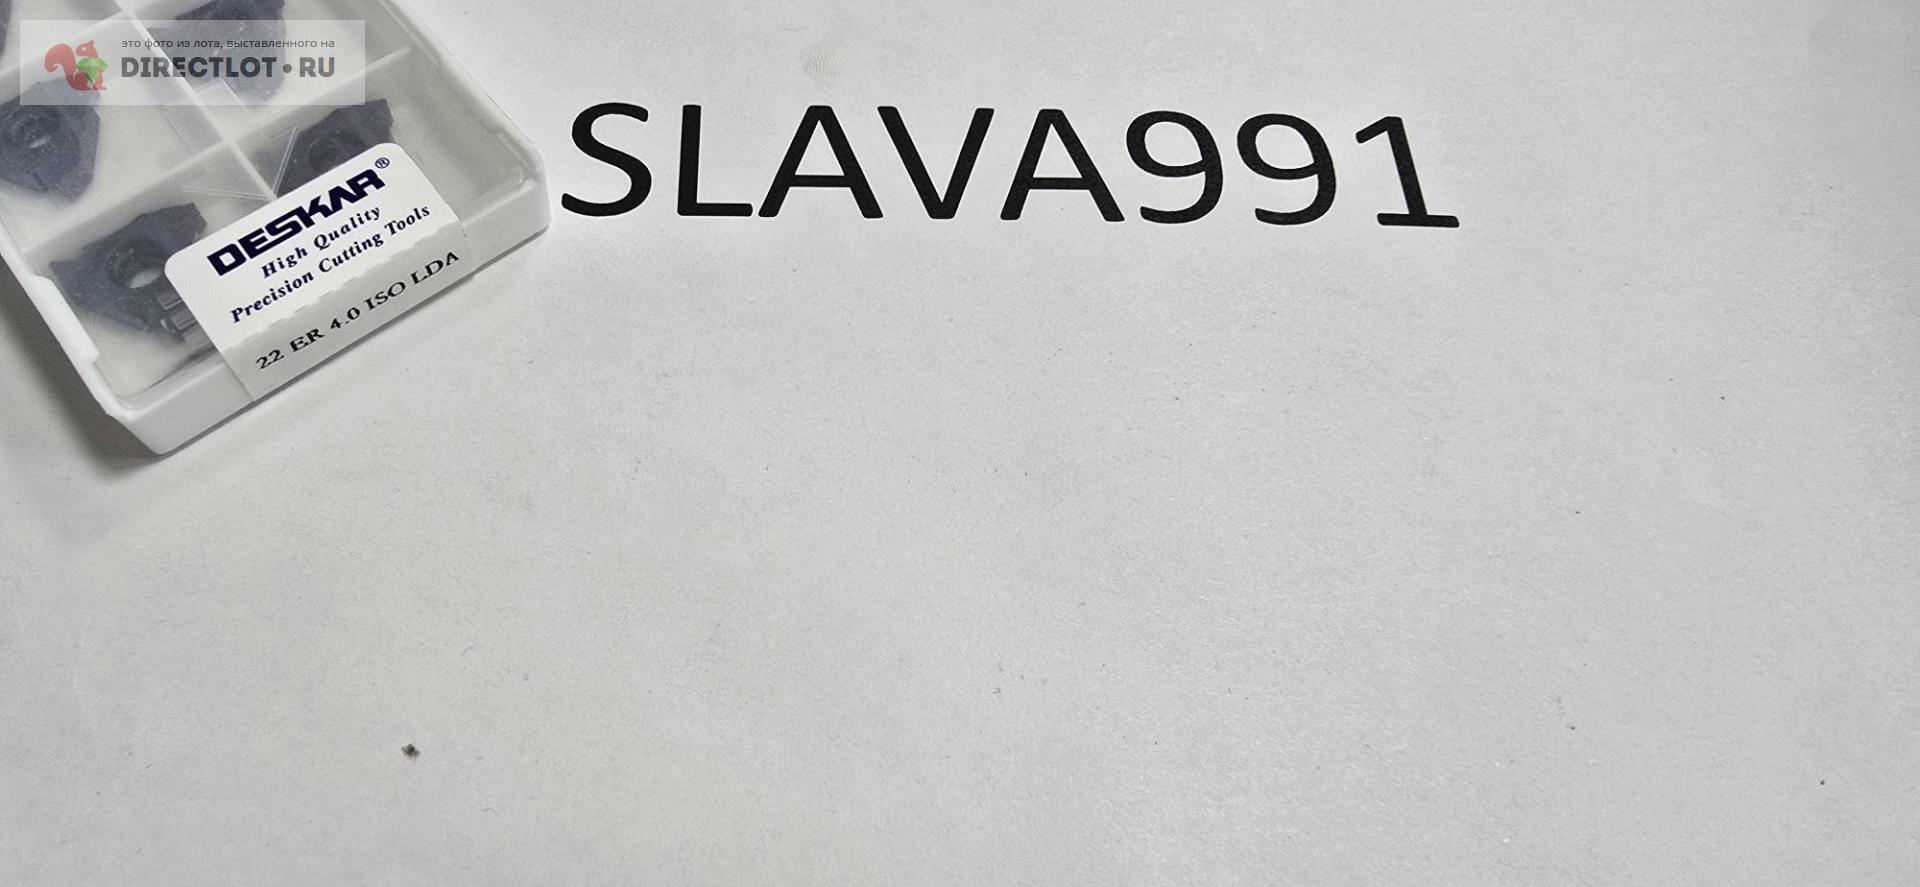 это фото из лота, выставленного на
DIRECTLOT•RU
SLAVA991
DESKAR®
High Quality
Precision Cutting Tools
22 ER 4.0 ISO LDA